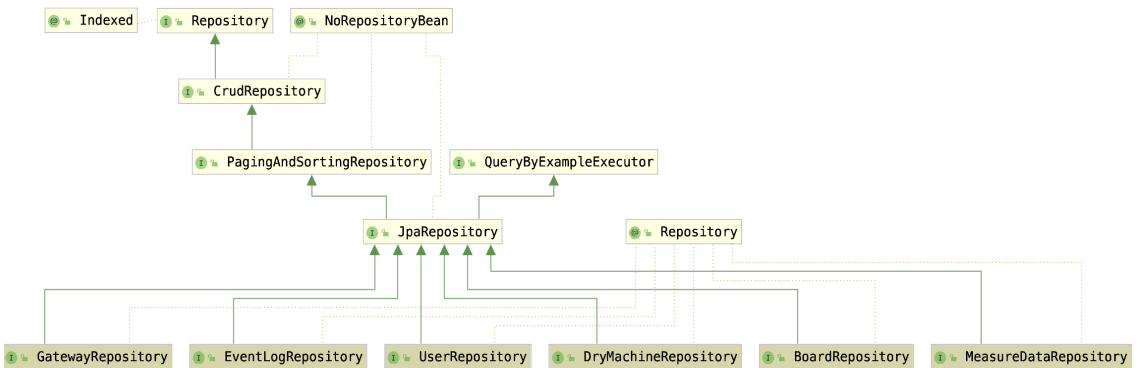 Indexed
Repository
NoRepositoryBean
CrudRepository
PagingAndSortingRepository
QueryByExampleExecutor
JpaRepository
Repository
GatewayRepository
EventLogRepository
UserRepository
DryMachineRepository
BoardRepository
MeasureDataRepository